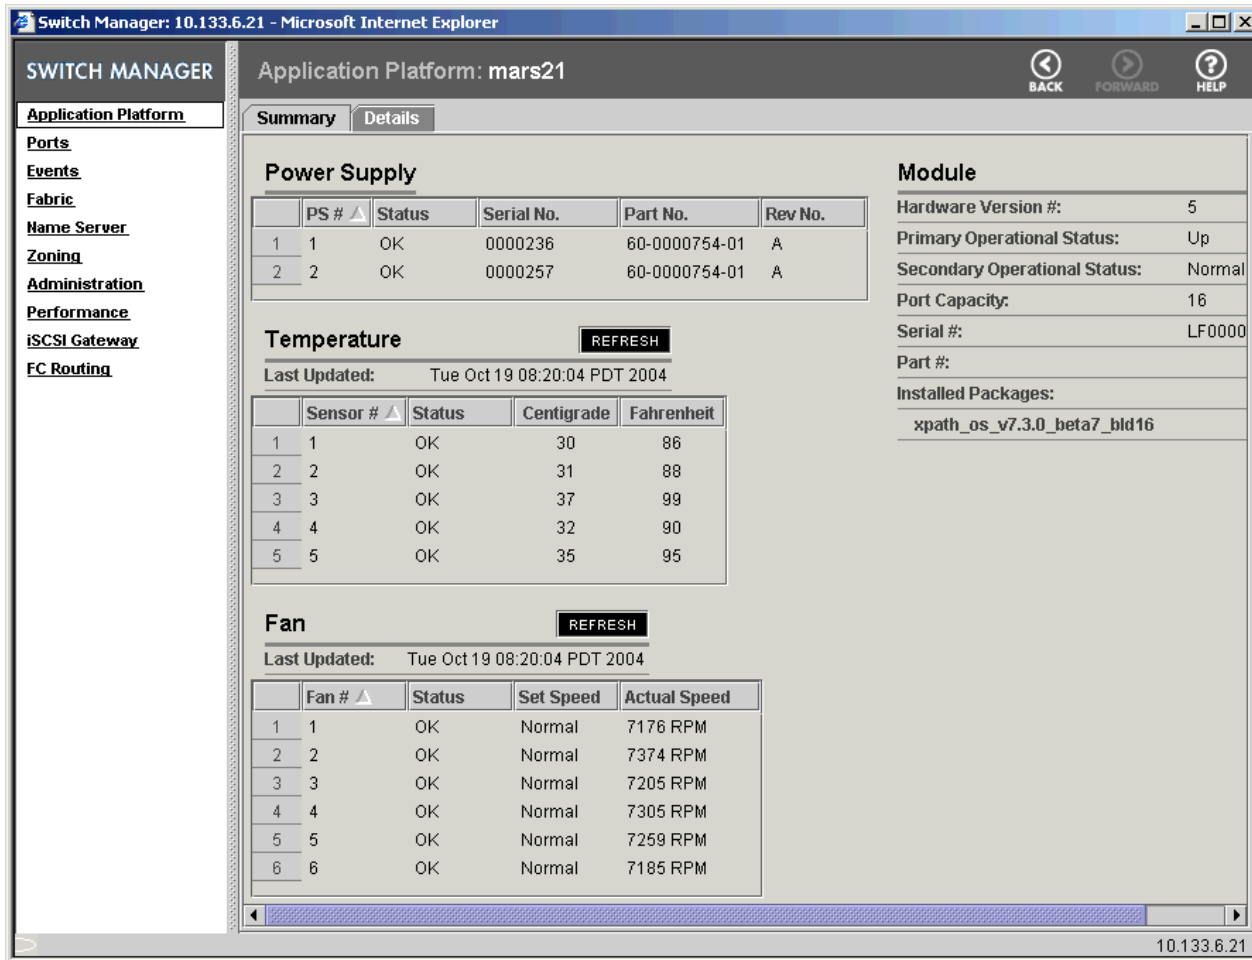 Switch Manager: 10.133.6.21 - Microsoft Internet Explorer
SWITCH MANAGER
Application Platform: mars21
BACK
FORWARD
HELP
Application Platform
Ports
Events
Fabric
Name Server
Zoning
Administration
Performance
iSCSI Gateway
FC Routing
Summary Details
Power Supply
PS # Status Serial No. Part No. Rev No.
1 1 OK 0000236 60-0000754-01 A
2 2 OK 0000257 60-0000754-01 A
Temperature REFRESH
Last Updated: Tue Oct 19 08:20:04 PDT 2004
Sensor # Status Centigrade Fahrenheit
1 1 OK 30 86
2 2 OK 31 88
3 3 OK 37 99
4 4 OK 32 90
5 5 OK 35 95
Fan REFRESH
Last Updated: Tue Oct 19 08:20:04 PDT 2004
Fan # Status Set Speed Actual Speed
1 1 OK Normal 7176 RPM
2 2 OK Normal 7374 RPM
3 3 OK Normal 7205 RPM
4 4 OK Normal 7305 RPM
5 5 OK Normal 7259 RPM
6 6 OK Normal 7185 RPM
Module
Hardware Version #: 5
Primary Operational Status: Up
Secondary Operational Status: Normal
Port Capacity: 16
Serial #: LF0000
Part #:
Installed Packages:
xpath_os_v7.3.0_beta7_bld16
10.133.6.21